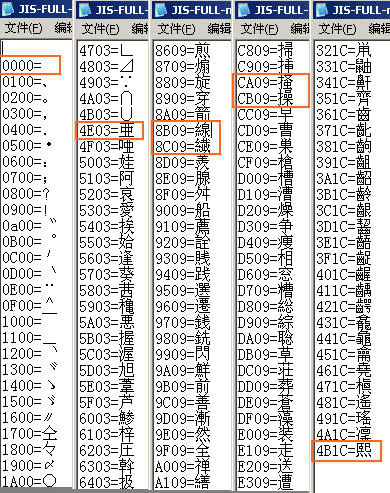 JIS-FULL-
文件(F) 编辑
0000=
0100=、
0200=。
0300=，
0400=．
0500=・
0600=：
0700=；
0800=？
0900=！
0a00=゛
0B00=゜
0C00=´
0D00=｀
0E00=¨
0F00=＾
1000=￣
1100=＿
1200=ヽ
1300=ヾ
1400=ゝ
1500=ゞ
1600=〃
1700=仝
1800=々
1900=〆
1A00=〇
JIS-FULL-
文件(F) 编辑
4703=∟
4803=⊿
4903=∵
4A03=∩
4B03=∪
4E03=亜
4F03=唖
5003=娃
5103=阿
5203=哀
5303=愛
5403=挨
5503=姶
5603=逢
5703=葵
5803=茜
5903=穐
5A03=悪
5B03=握
5C03=渥
5D03=旭
5E03=葦
5F03=芦
6003=鯵
6103=梓
6203=圧
6303=斡
6403=扱
JIS-FULL-m
文件(F) 编辑
8609=煎
8709=煽
8809=旋
8909=穿
8A09=箭
8B09=線
8C09=繊
8D09=羨
8E09=腺
8F09=舛
9009=船
9109=薦
9209=詮
9309=賎
9409=践
9509=選
9609=遷
9709=銭
9809=銑
9909=閃
9A09=鮮
9B09=前
9C09=善
9D09=漸
9E09=然
9F09=全
A009=禅
A109=繕
JIS-FULL-
文件(F) 编辑
C809=掃
C909=挿
CA09=掻
CB09=操
CC09=早
CD09=曹
CE09=巣
CF09=槍
D009=槽
D109=漕
D209=燥
D309=争
D409=痩
D509=相
D609=窓
D709=糟
D809=総
D909=綜
DA09=聡
DB09=草
DC09=荘
DD09=葬
DE09=蒼
DF09=藻
E009=装
E109=走
E209=送
E309=遭
JIS-FULL-m
文件(F) 编辑
321C=鼡
331C=鼬
341C=鼾
351C=齊
361C=齒
371C=齔
381C=齣
391C=齟
3A1C=齠
3B1C=齡
3C1C=齦
3D1C=齧
3E1C=齬
3F1C=齪
401C=齷
411C=齲
421C=齶
431C=龕
441C=龜
451C=龠
461C=堯
471C=槇
481C=遙
491C=瑤
4A1C=凜
4B1C=熙